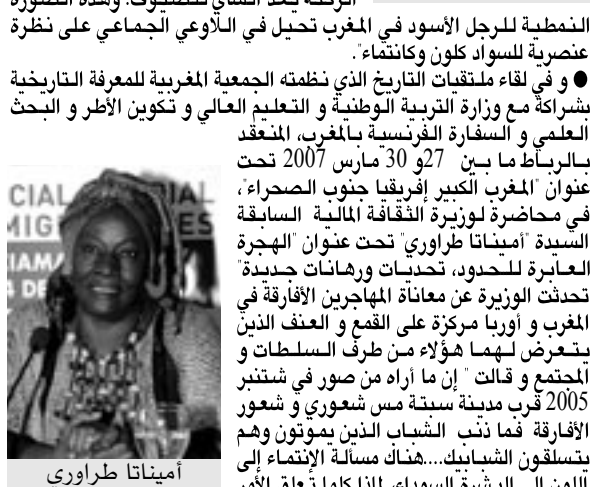 النمطية للرجل الأسود في المغرب تحيل في اللاوعي الجماعي على نظرة
عنصرية للسواد كلون وكانتماء".
● و في لقاء ملتقيات التاريخ الذي نظمته الجمعية المغربية للمعرفة التاريخية
بشراكة مع وزارة التربية الوطنية و التعليم العالي و تكوين الأطر و البحث
العلمي و السفارة الفرنسية بالمغرب، المنعقد
بالرباط ما بين 27و 30 مارس 2007 تحت
عنوان "المغرب الكبير إفريقيا جنوب الصحراء"،
في محاضرة لوزيرة الثقافة المالية السابقة
السيدة "أميناتا طراوري" تحت عنوان "الهجرة
العابرة للحدود، تحديات ورهانات جديدة"
تحدثت الوزيرة عن معاناة المهاجرين الأفارقة في
المغرب و أوربا مركزة على القمع و العنف الذين
يتعرض لهما هؤلاء من طرف السلطات و
المجتمع و قالت " إن ما أراه من صور في شتنبر
2005 قرب مدينة سبتة مس شعوري و شعور
الأفارقة فما ذنب الشباب الذين يموتون وهم
يتسلقون الشبابيك....هناك مسألة الإنتماء إلى
CIAL
MIG
أميناتا طراوري